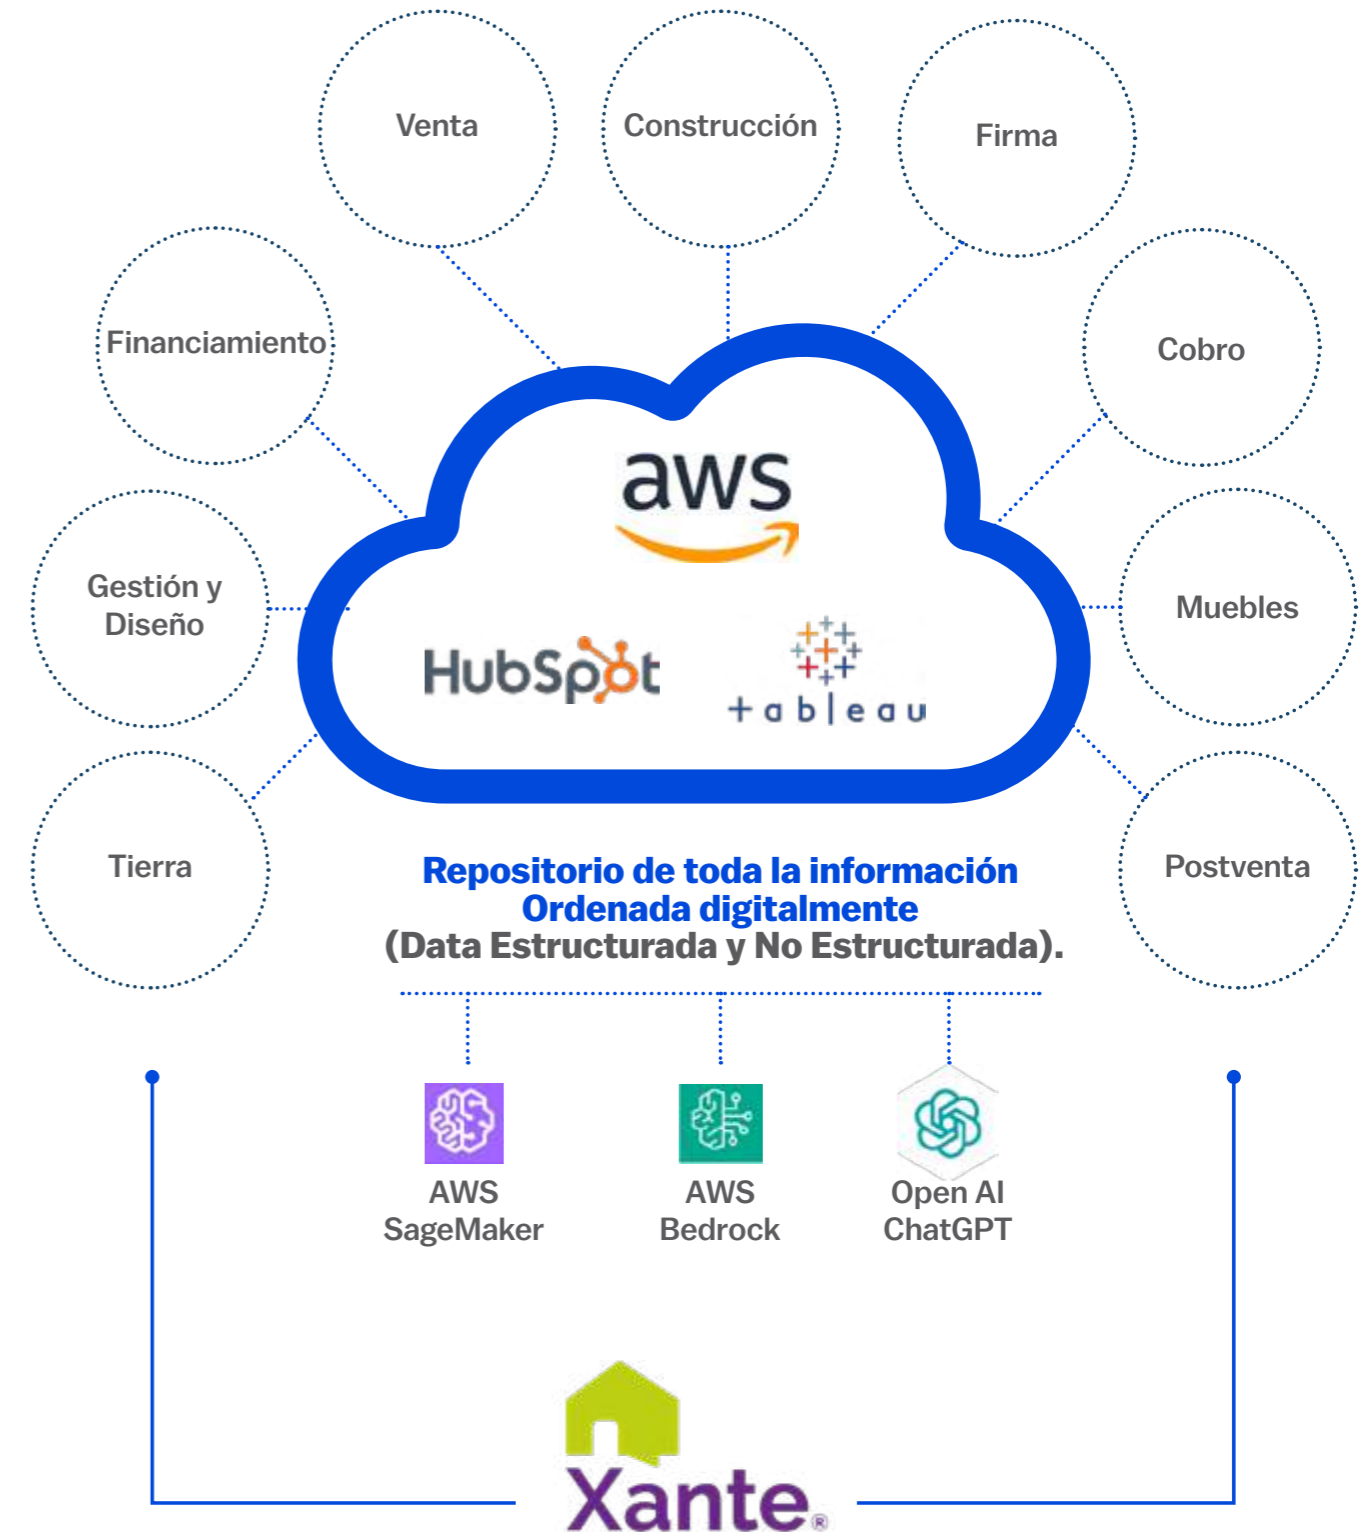 Venta
Construcción
Firma
Financiamiento
Cobro
aws
Gestión y
Diseño
Muebles
HubSpot
+ableau
Tierra
Postventa
Repositorio de toda la información
Ordenada digitalmente
(Data Estructurada y No Estructurada).
AWS
SageMaker
AWS
Bedrock
Open AI
ChatGPT
Xante®